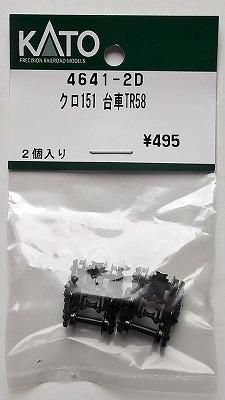 KATO
PRECISION RAILROAD MODELS
4641-2D
クロ151 台車TR58
¥495
2個入り